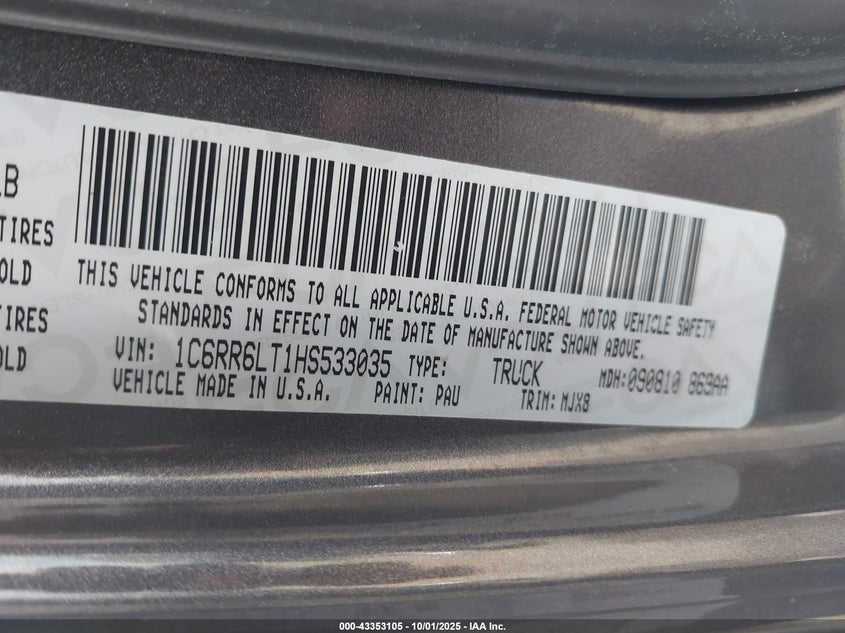 LB
TIRES
OLD
TIRES
OLD
THIS VEHICLE CONFORMS TO ALL APPLICABLE U.S.A. FEDERAL MOTOR VEHICLE SAFETY
STANDARDS IN EFFECT ON THE DATE OF MANUFACTURE SHOWN ABOVE.
VIN: 1C6RR6LT1HS533035 TYPE: TRUCK MDH:090810 869AA
VEHICLE MADE IN U.S.A. PAINT: PAU TRIM: MJX8
000-43353105 - 10/01/2025 - IAA Inc.